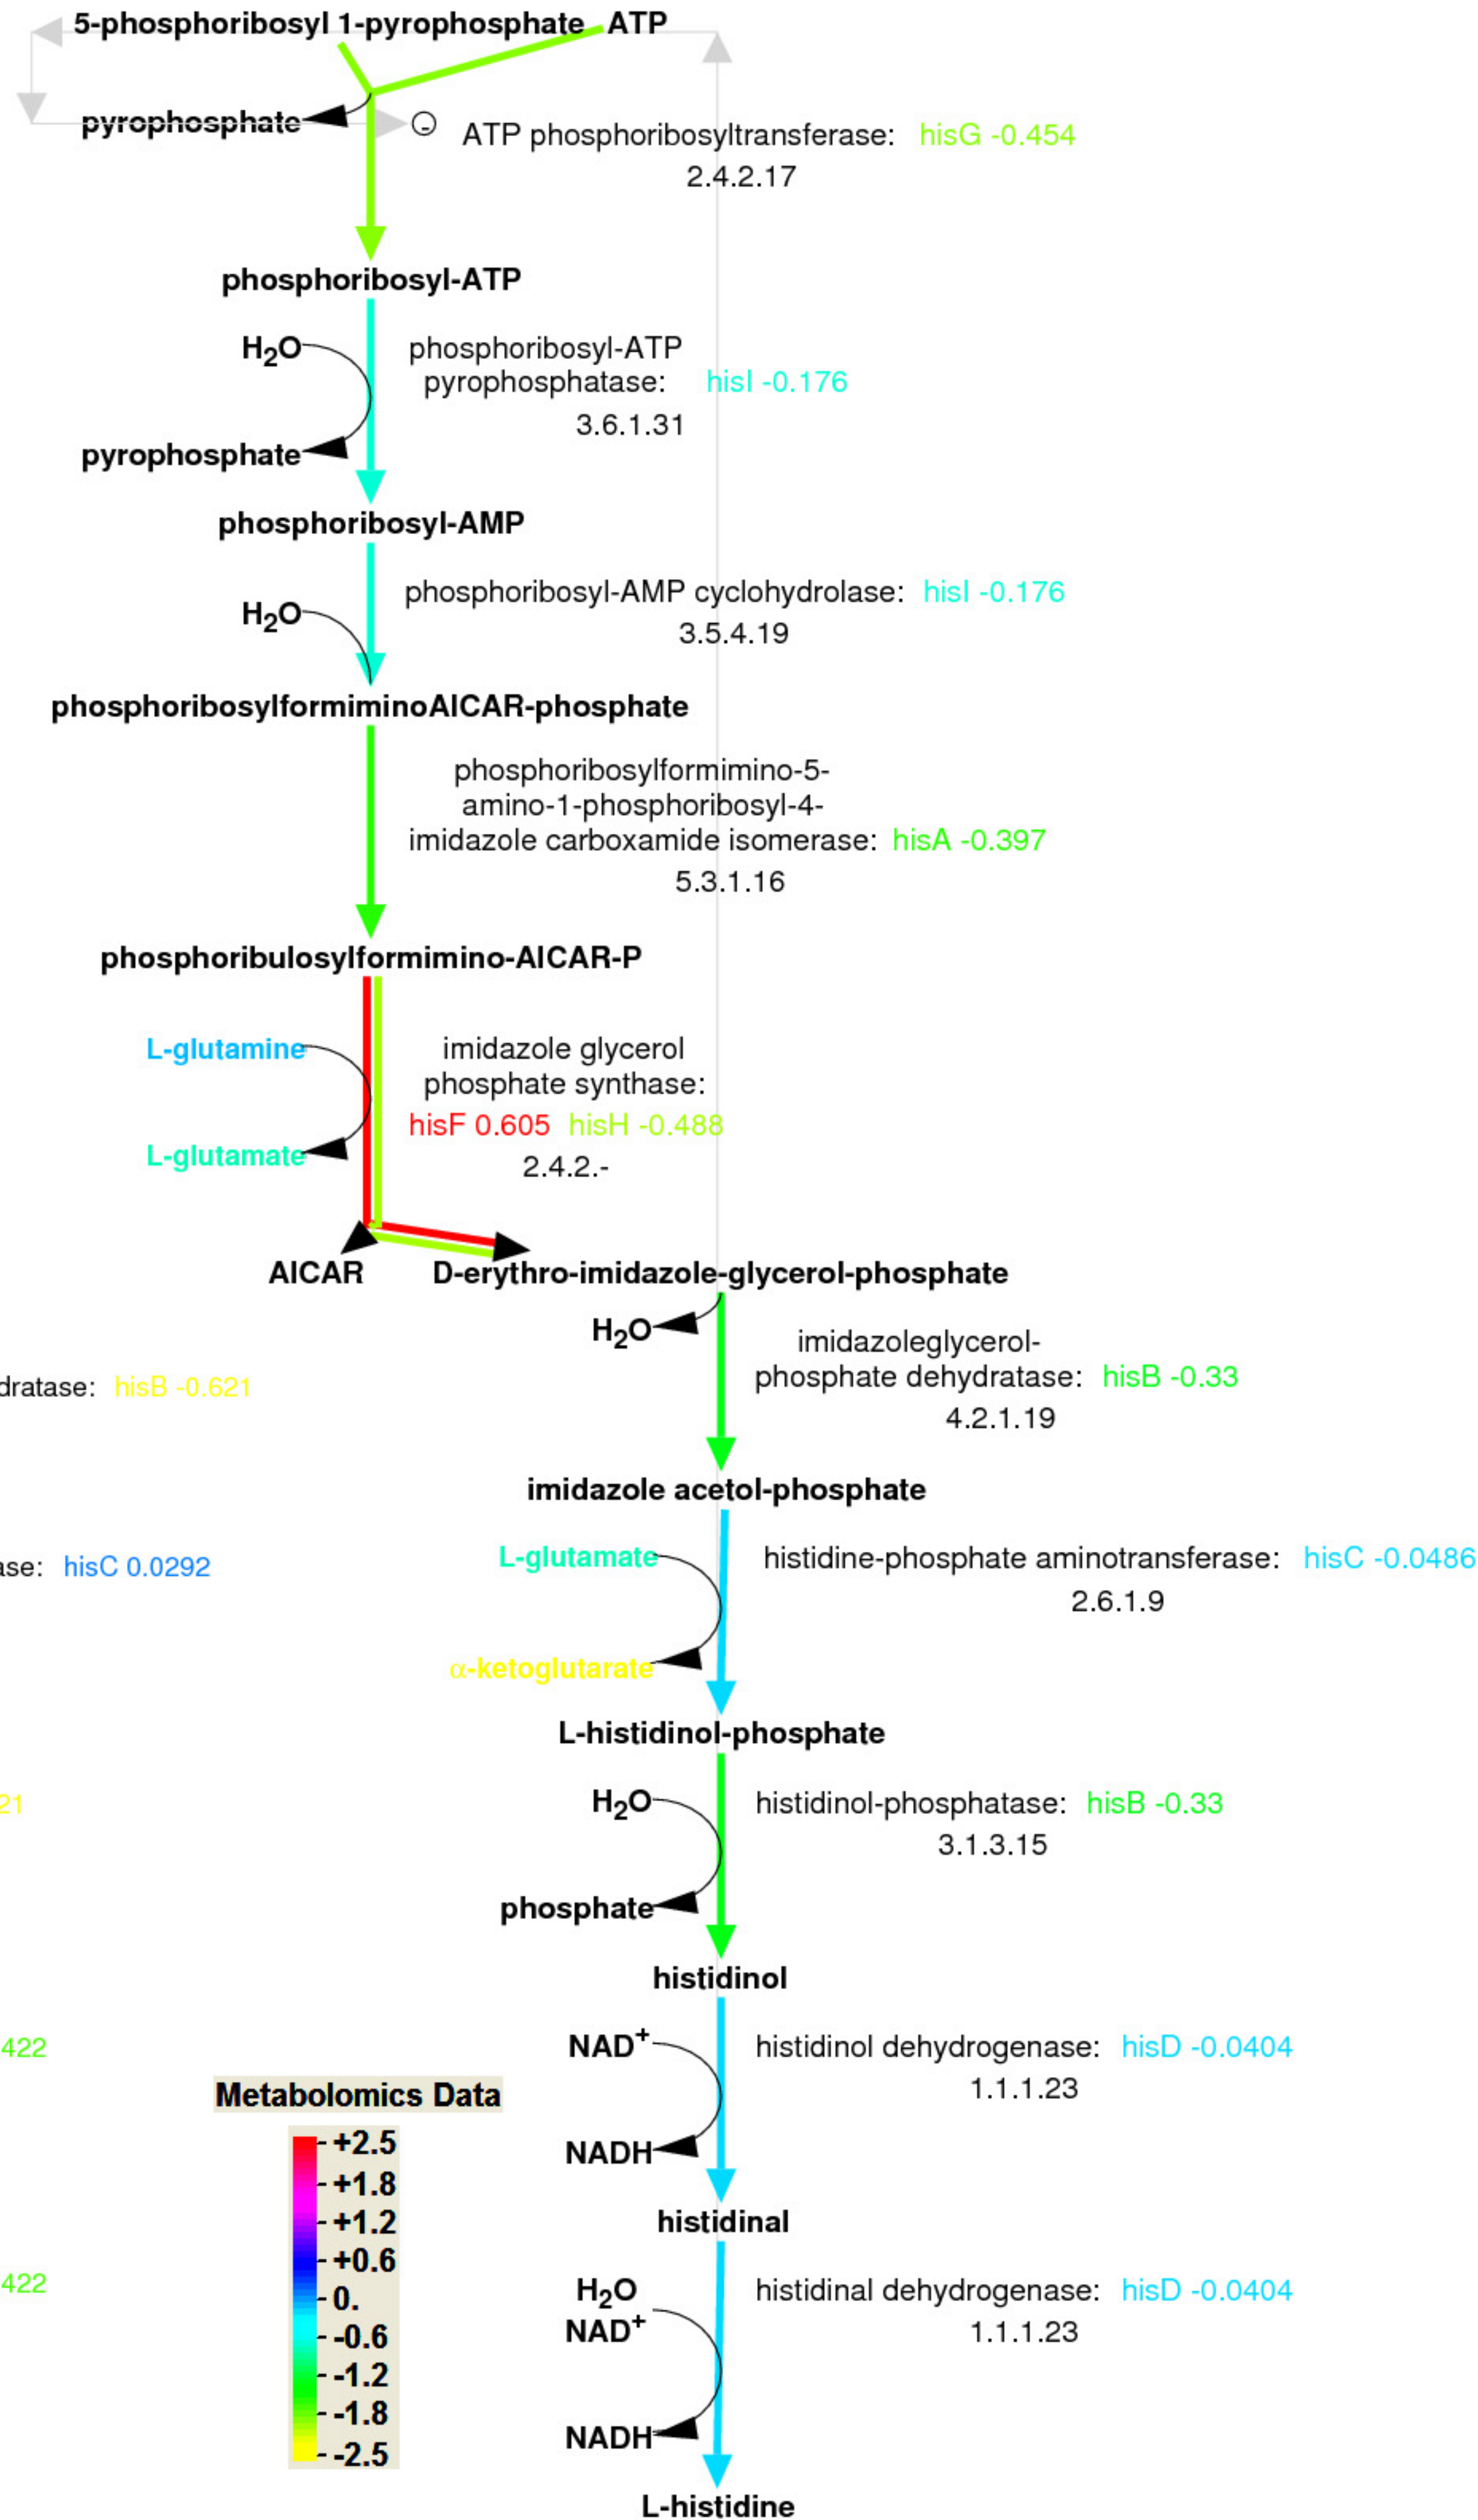 5-phosphoribosyl 1-pyrophosphate ATP
pyrophosphate
-
ATP phosphoribosyltransferase: hisG -0.454
2.4.2.17
phosphoribosyl-ATP
H2O
phosphoribosyl-ATP
pyrophosphatase: hisI -0.176
3.6.1.31
pyrophosphate
phosphoribosyl-AMP
phosphoribosyl-AMP cyclohydrolase: hisI -0.176
H2O
3.5.4.19
phosphoribosylformiminoAICAR-phosphate
phosphoribosylformimino-5-
amino-1-phosphoribosyl-4-
imidazole carboxamide isomerase: hisA -0.397
5.3.1.16
phosphoribulosylformimino-AICAR-P
L-glutamine
imidazole glycerol
phosphate synthase:
hisF 0.605 hisH -0.488
L-glutamate
2.4.2.-
AICAR
D-erythro-imidazole-glycerol-phosphate
H2O
imidazoleglycerol-
phosphate dehydratase: hisB -0.33
dratase: hisB -0.621
4.2.1.19
imidazole acetol-phosphate
L-glutamate
histidine-phosphate aminotransferase: hisC -0.0486
ase: hisC 0.0292
2.6.1.9
α-ketoglutarate
L-histidinol-phosphate
H2O
histidinol-phosphatase: hisB -0.33
21
3.1.3.15
phosphate
histidinol
NAD+
histidinol dehydrogenase: hisD -0.0404
422
1.1.1.23
Metabolomics Data
NADH
+2.5
+1.8
+1.2
+0.6
0.
-0.6
-1.2
-1.8
-2.5
histidinal
422
H2O
NAD+
histidinal dehydrogenase: hisD -0.0404
1.1.1.23
NADH
L-histidine